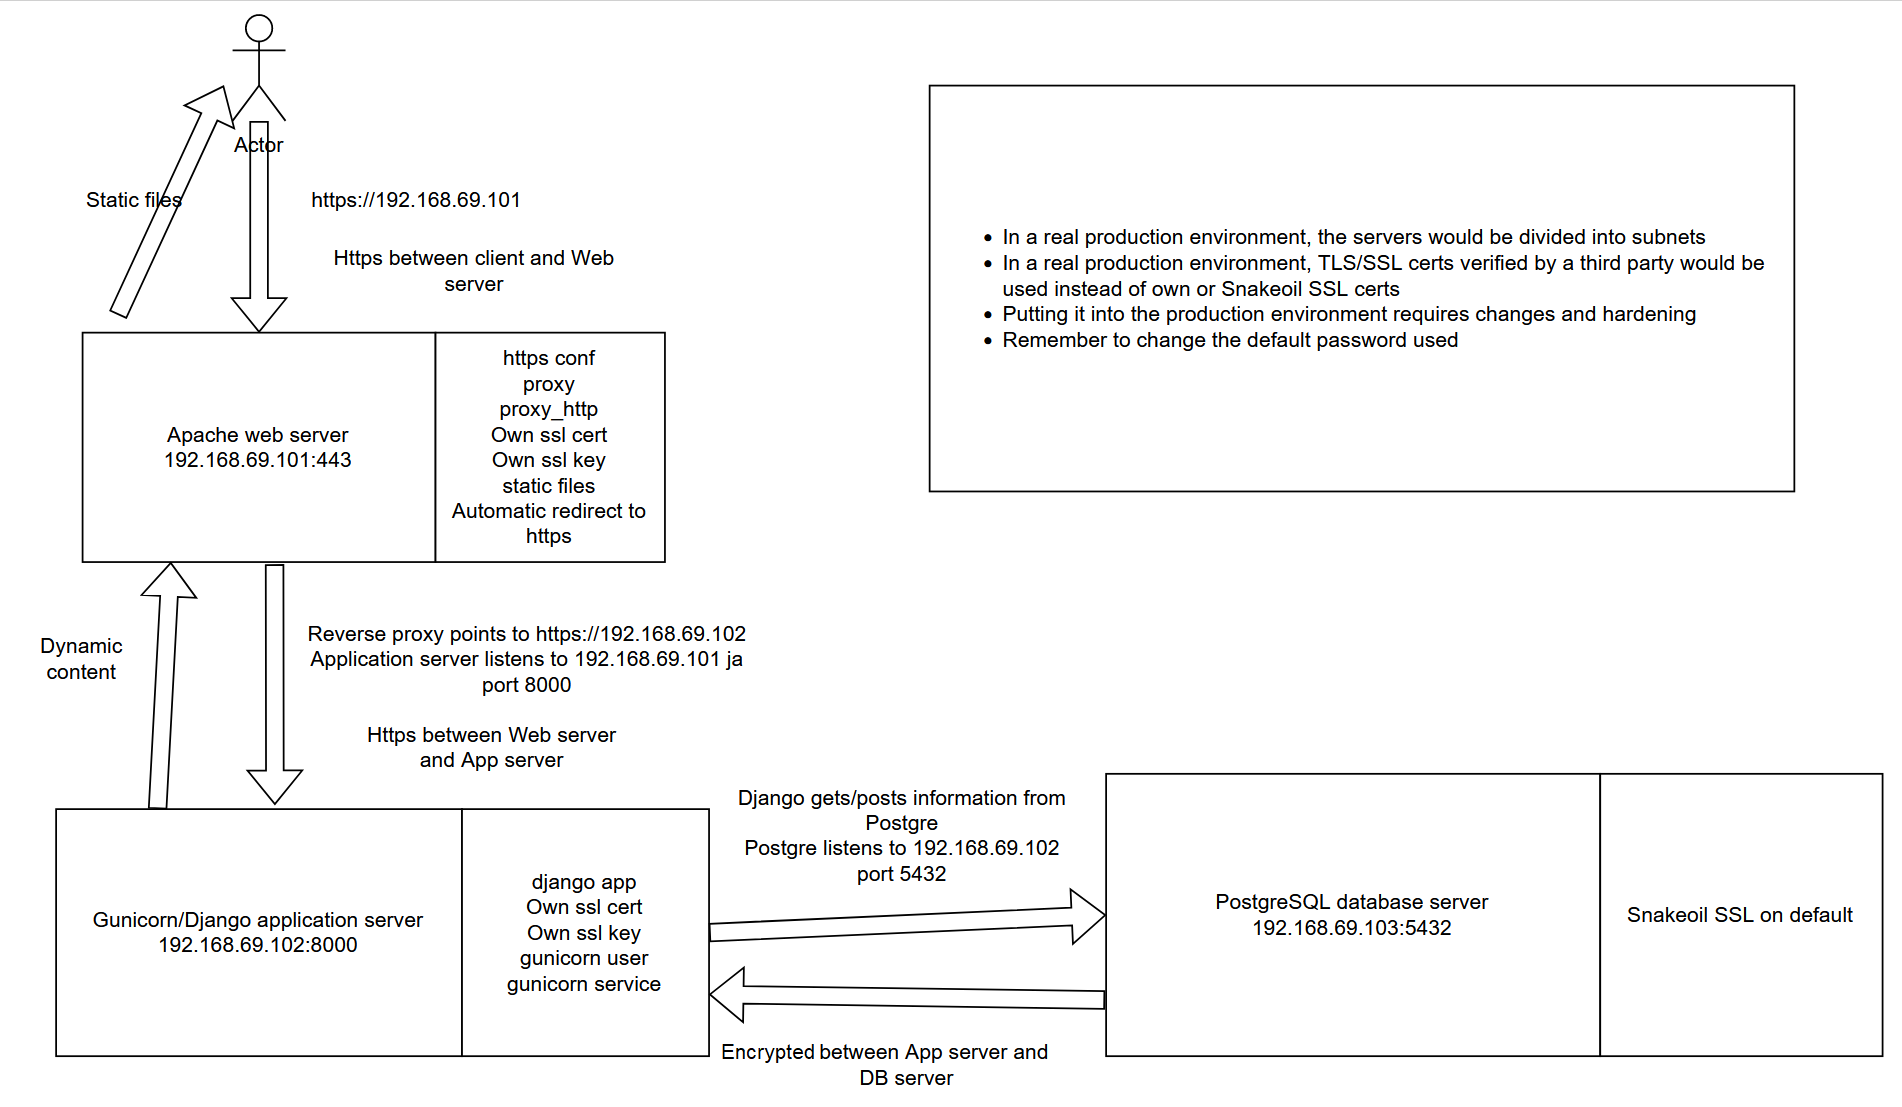 Actor
Static files
https://192.168.69.101
Https between client and Web
server
• In a real production environment, the servers would be divided into subnets
• In a real production environment, TLS/SSL certs verified by a third party would be
used instead of own or Snakeoil SSL certs
• Putting it into the production environment requires changes and hardening
• Remember to change the default password used
Apache web server
192.168.69.101:443
https conf
proxy
proxy_http
Own ssl cert
Own ssl key
static files
Automatic redirect to
https
Dynamic
content
Reverse proxy points to https://192.168.69.102
Application server listens to 192.168.69.101 ja
port 8000
Https between Web server
and App server
Gunicorn/Django application server
192.168.69.102:8000
django app
Own ssl cert
Own ssl key
gunicorn user
gunicorn service
Django gets/posts information from
Postgre
Postgre listens to 192.168.69.102
port 5432
Encrypted between App server and
DB server
PostgreSQL database server
192.168.69.103:5432
Snakeoil SSL on default